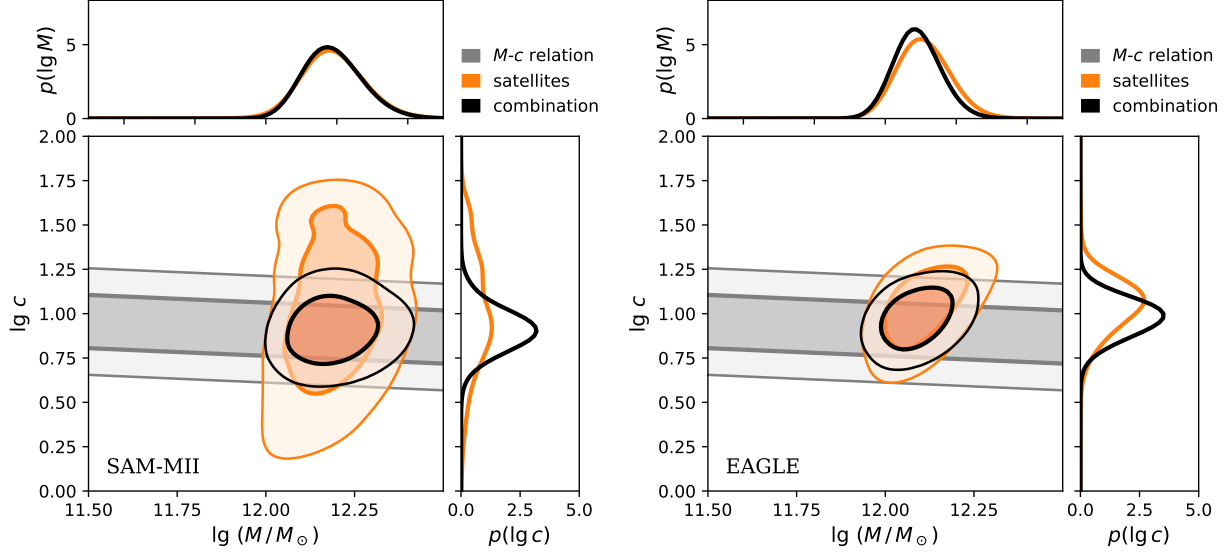 p(lg M)
5
0
M-c relation
satellites
combination
2.00
1.75
1.50
1.25
1.00
0.75
0.50
0.25
0.00
lg c
SAM-MII
11.50
11.75
12.00
12.25
lg (M/M⊙)
0.0
2.5
5.0
p(lg c)
p(lg M)
5
0
M-c relation
satellites
combination
2.00
1.75
1.50
1.25
1.00
0.75
0.50
0.25
0.00
lg c
EAGLE
11.50
11.75
12.00
12.25
lg (M/M⊙)
0.0
2.5
5.0
p(lg c)